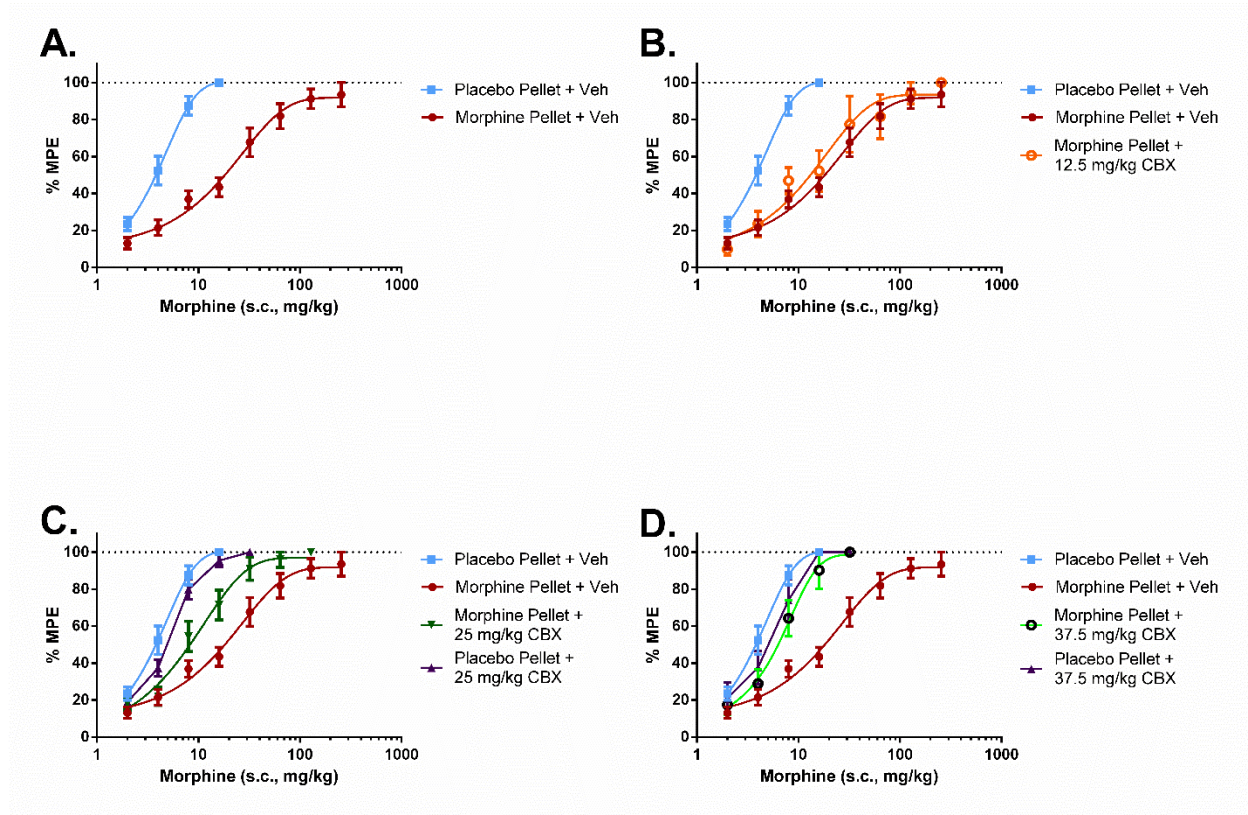 A.
100
80
60
40
20
0
% MPE
1
10
100
1000
Morphine (s.c., mg/kg)
Placebo Pellet + Veh
Morphine Pellet + Veh
B.
100
80
60
40
20
0
% MPE
1
10
100
1000
Morphine (s.c., mg/kg)
Placebo Pellet + Veh
Morphine Pellet + Veh
Morphine Pellet +
12.5 mg/kg CBX
C.
100
80
60
40
20
0
% MPE
1
10
100
1000
Morphine (s.c., mg/kg)
Placebo Pellet + Veh
Morphine Pellet + Veh
Morphine Pellet +
25 mg/kg CBX
Placebo Pellet +
25 mg/kg CBX
D.
100
80
60
40
20
0
% MPE
1
10
100
1000
Morphine (s.c., mg/kg)
Placebo Pellet + Veh
Morphine Pellet + Veh
Morphine Pellet +
37.5 mg/kg CBX
Placebo Pellet +
37.5 mg/kg CBX